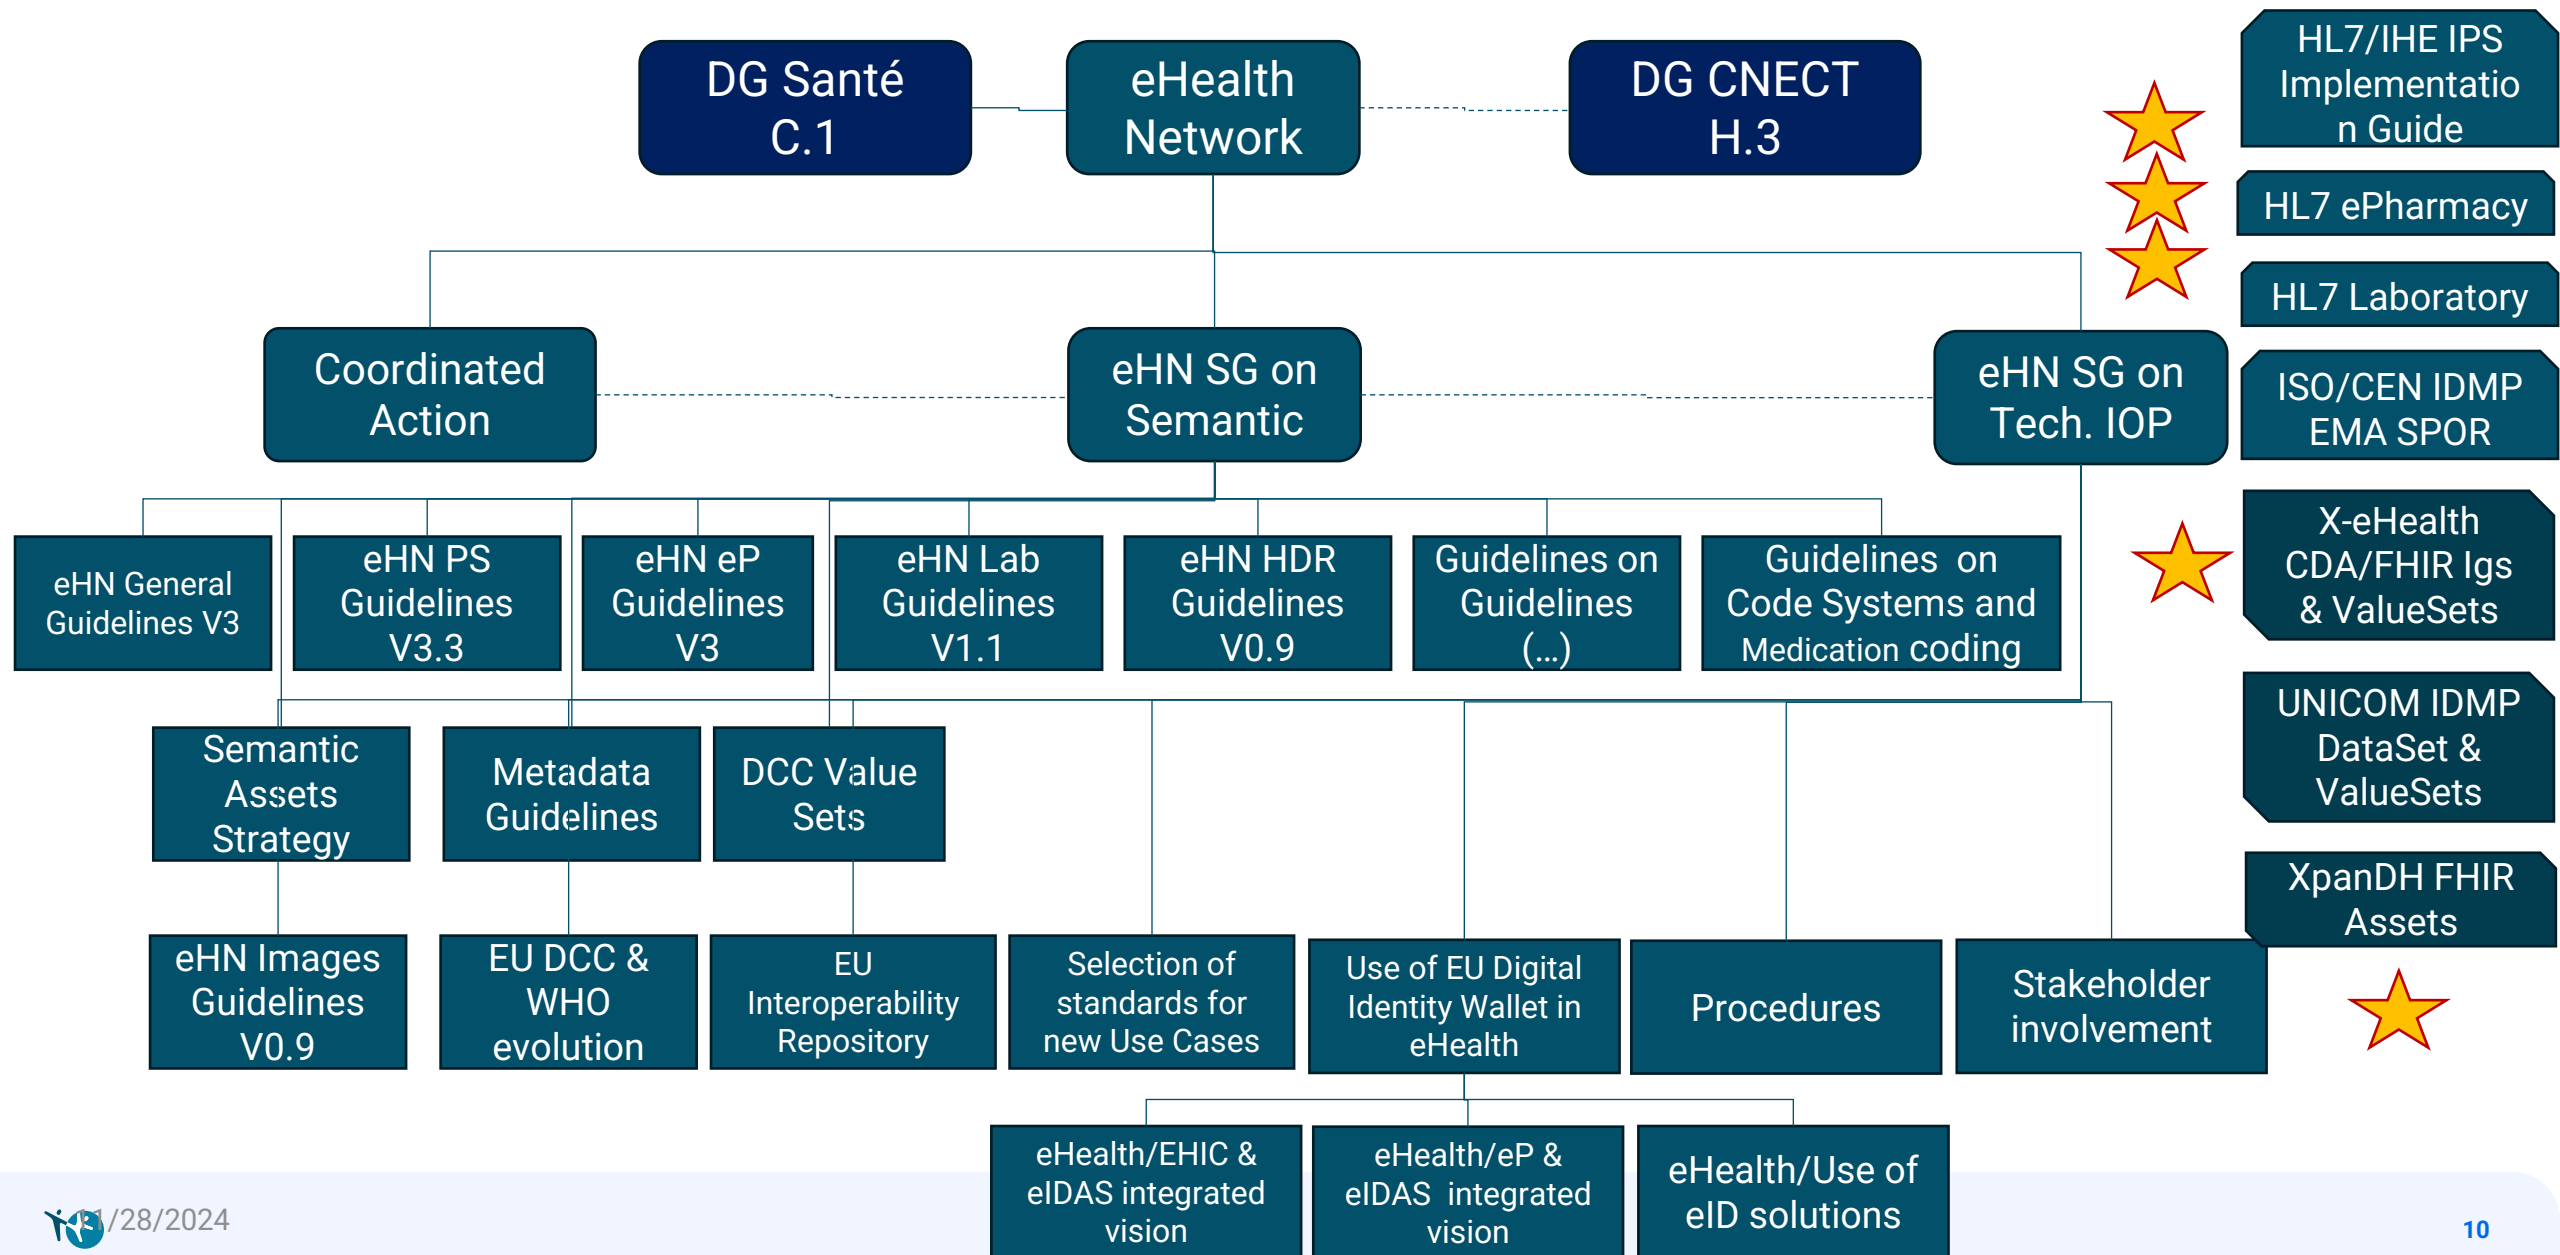 DG Santé
C.1
eHealth
Network
DG CNECT
H.3
HL7/IHE IPS
Implementatio
n Guide
HL7 ePharmacy
HL7 Laboratory
Coordinated
Action
eHN SG on
Semantic
eHN SG on
Tech. IOP
ISO/CEN IDMP
EMA SPOR
eHN General
Guidelines V3
eHN PS
Guidelines
V3.3
eHN eP
Guidelines
V3
eHN Lab
Guidelines
V1.1
eHN HDR
Guidelines
V0.9
Guidelines on
Guidelines
(...)
Guidelines on
Code Systems and
Medication coding
X-eHealth
CDA/FHIR Igs
& ValueSets
Semantic
Assets
Strategy
Metadata
Guidelines
DCC Value
Sets
UNICOM IDMP
DataSet &
ValueSets
XpanDH FHIR
Assets
eHN Images
Guidelines
V0.9
EU DCC &
WHO
evolution
EU
Interoperability
Repository
Selection of
standards for
new Use Cases
Use of EU Digital
Identity Wallet in
eHealth
Procedures
Stakeholder
involvement
eHealth/EHIC &
eIDAS integrated
vision
eHealth/eP &
eIDAS integrated
vision
eHealth/Use of
eID solutions
11/28/2024
10